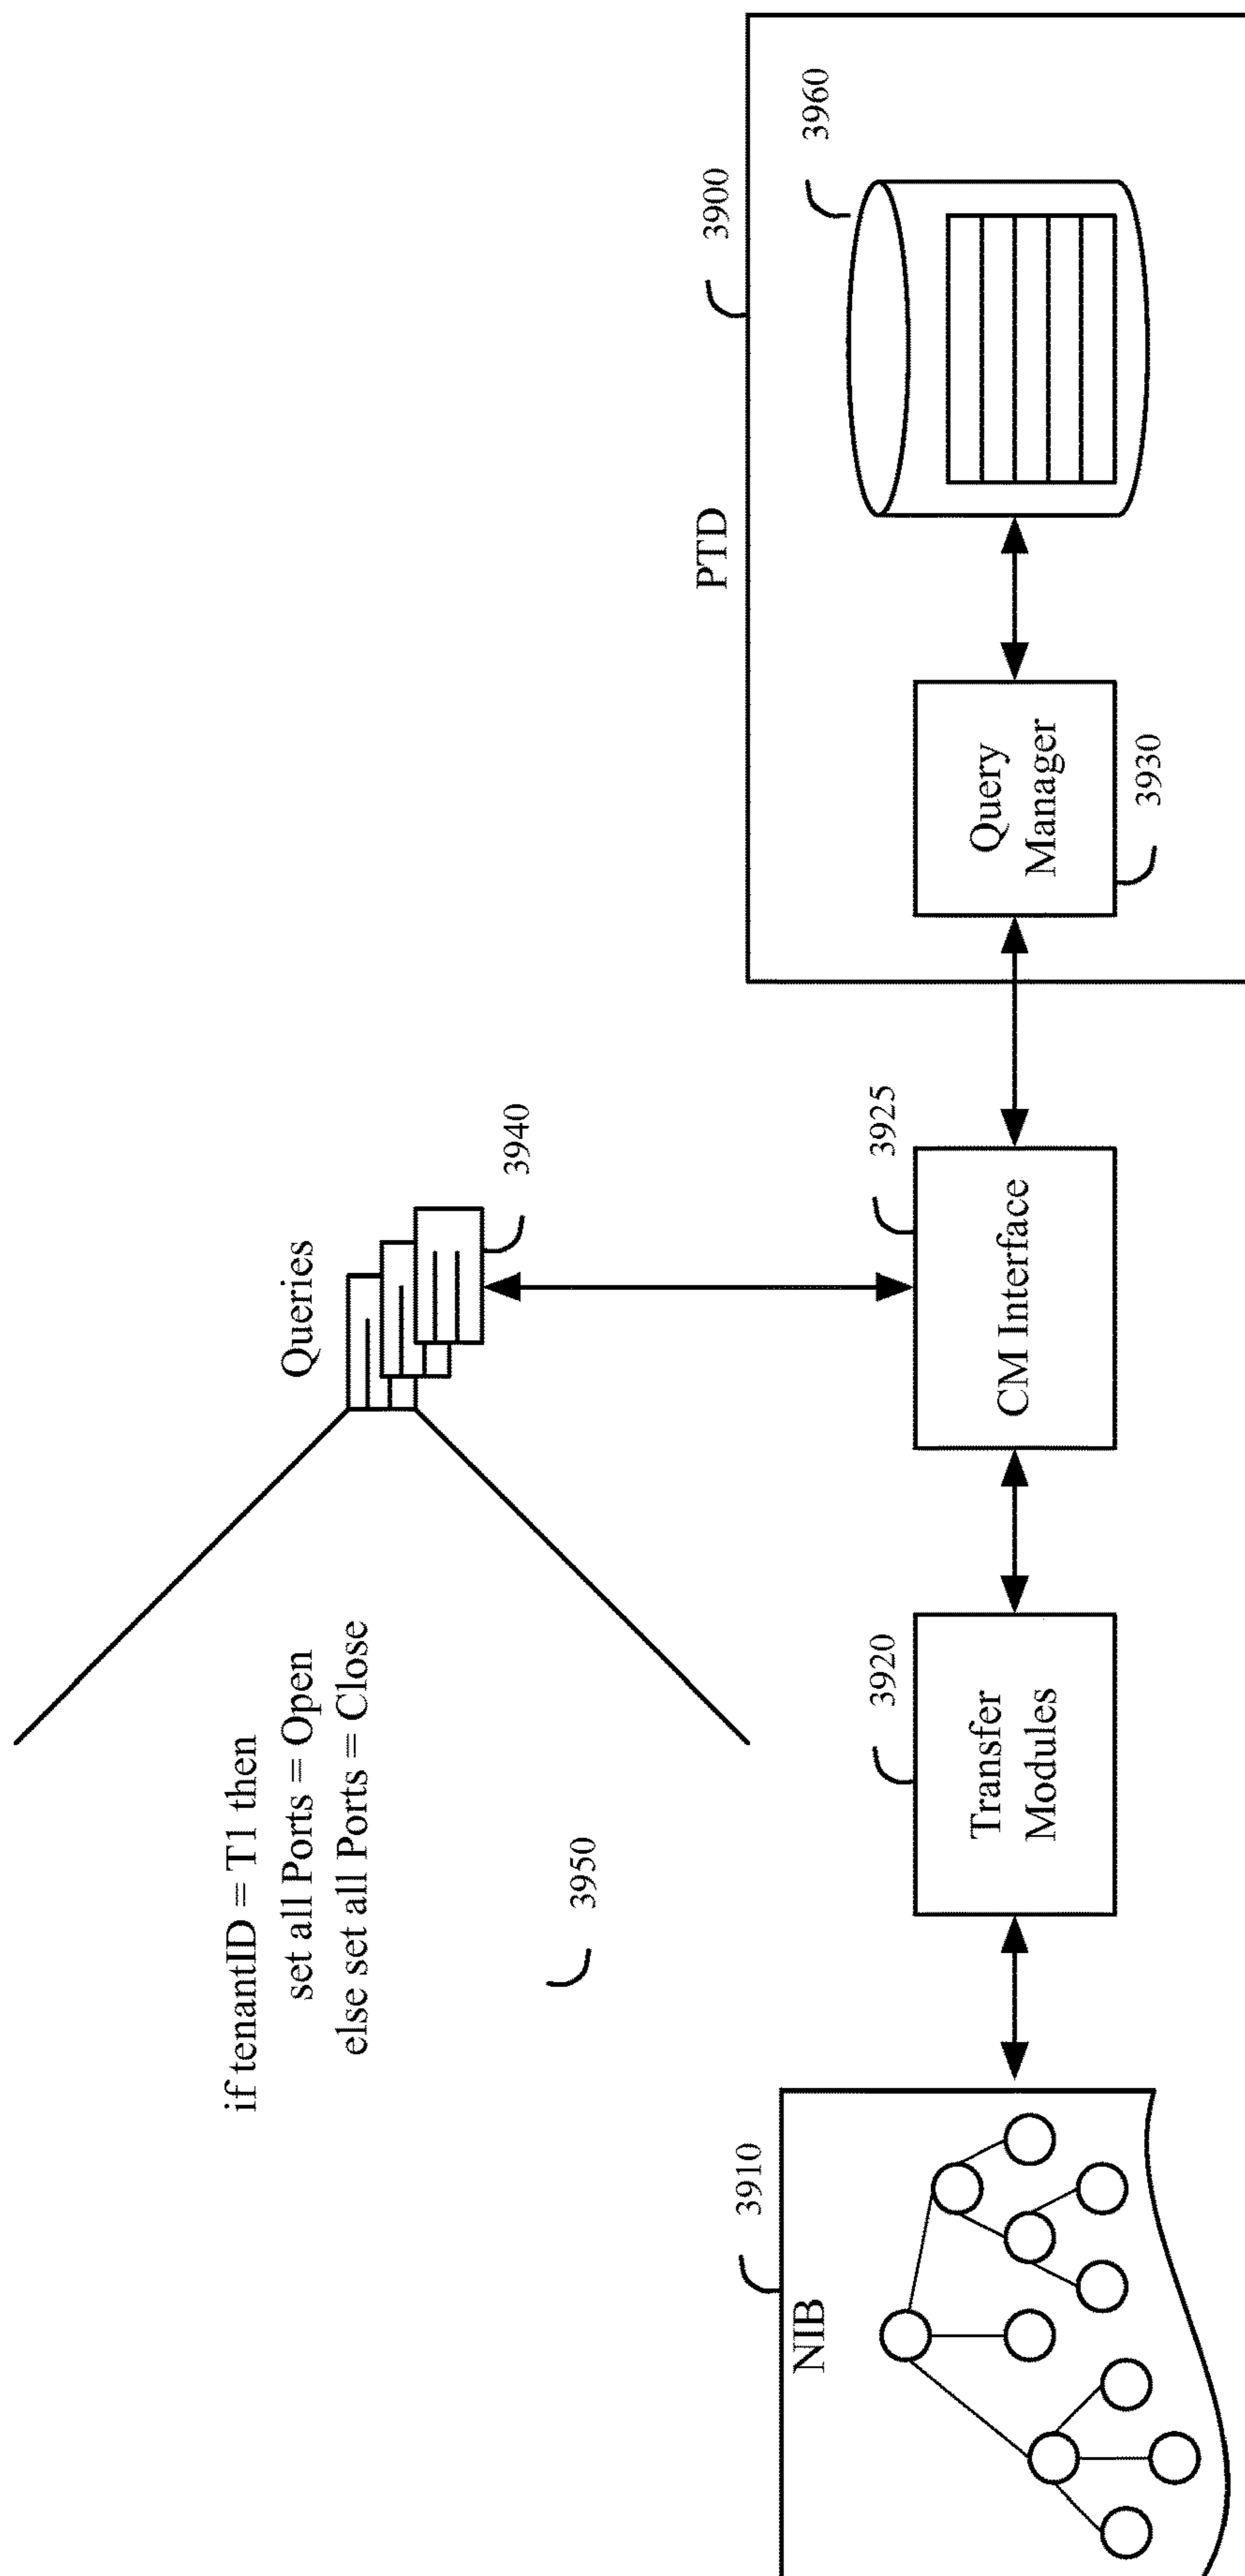 if tenantID = T1 then
set all Ports = Open
else set all Ports = Close
3950
Queries
3940
NIB
3910
Transfer
Modules
3920
CM Interface
3925
PTD
3900
Query
Manager
3930
3960